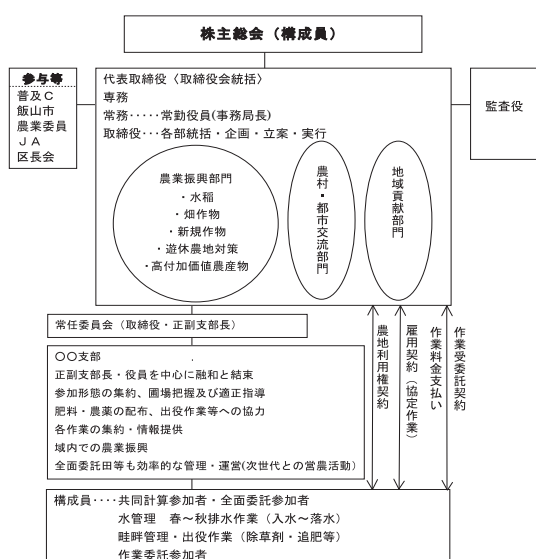 株主総会（構成員）
参与等
普及C
飯山市
農業委員
ＪＡ
区長会
代表取締役〈取締役会統括〉
専務
常務‥‥‥常勤役員(事務局長)
取締役‥･各部統括・企画・立案・実行
監査役
農業振興部門
・水稲
・畑作物
・新規作物
・遊休農地対策
・高付加価値農産物
農村・都市交流部門
地域貢献部門
常任委員会（取締役・正副支部長）
〇〇支部
正副支部長・役員を中心に融和と結束
参加形態の集約、圃場把握及び適正指導
肥料・農薬の配布、出役作業等への協力
各作業の集約・情報提供
域内での農業振興
全面委託田等も効率的な管理・運営(次世代との営農活動)
農地利用権契約
雇用契約（協定作業）
作業料金支払い
作業受委託契約
構成員‥‥共同計算参加者・全面委託参加者
水管理　春～秋排水作業（入水～落水）
畦畔管理・出役作業（除草剤・追肥等）
作業委託参加者